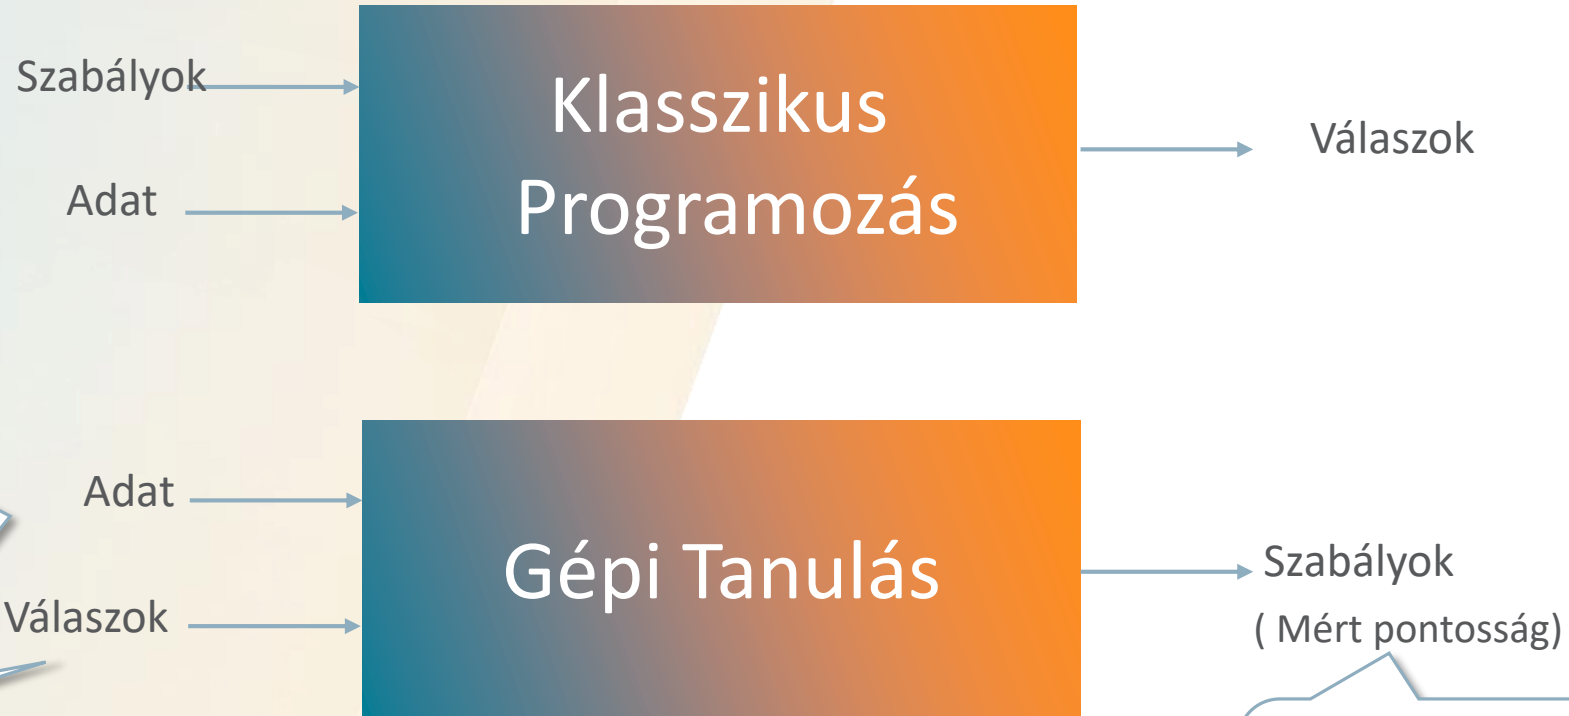 Szabályok
Adat
Klasszikus
Programozás
Válaszok
Adat
Válaszok
Gépi Tanulás
Szabályok
( Mért pontosság)